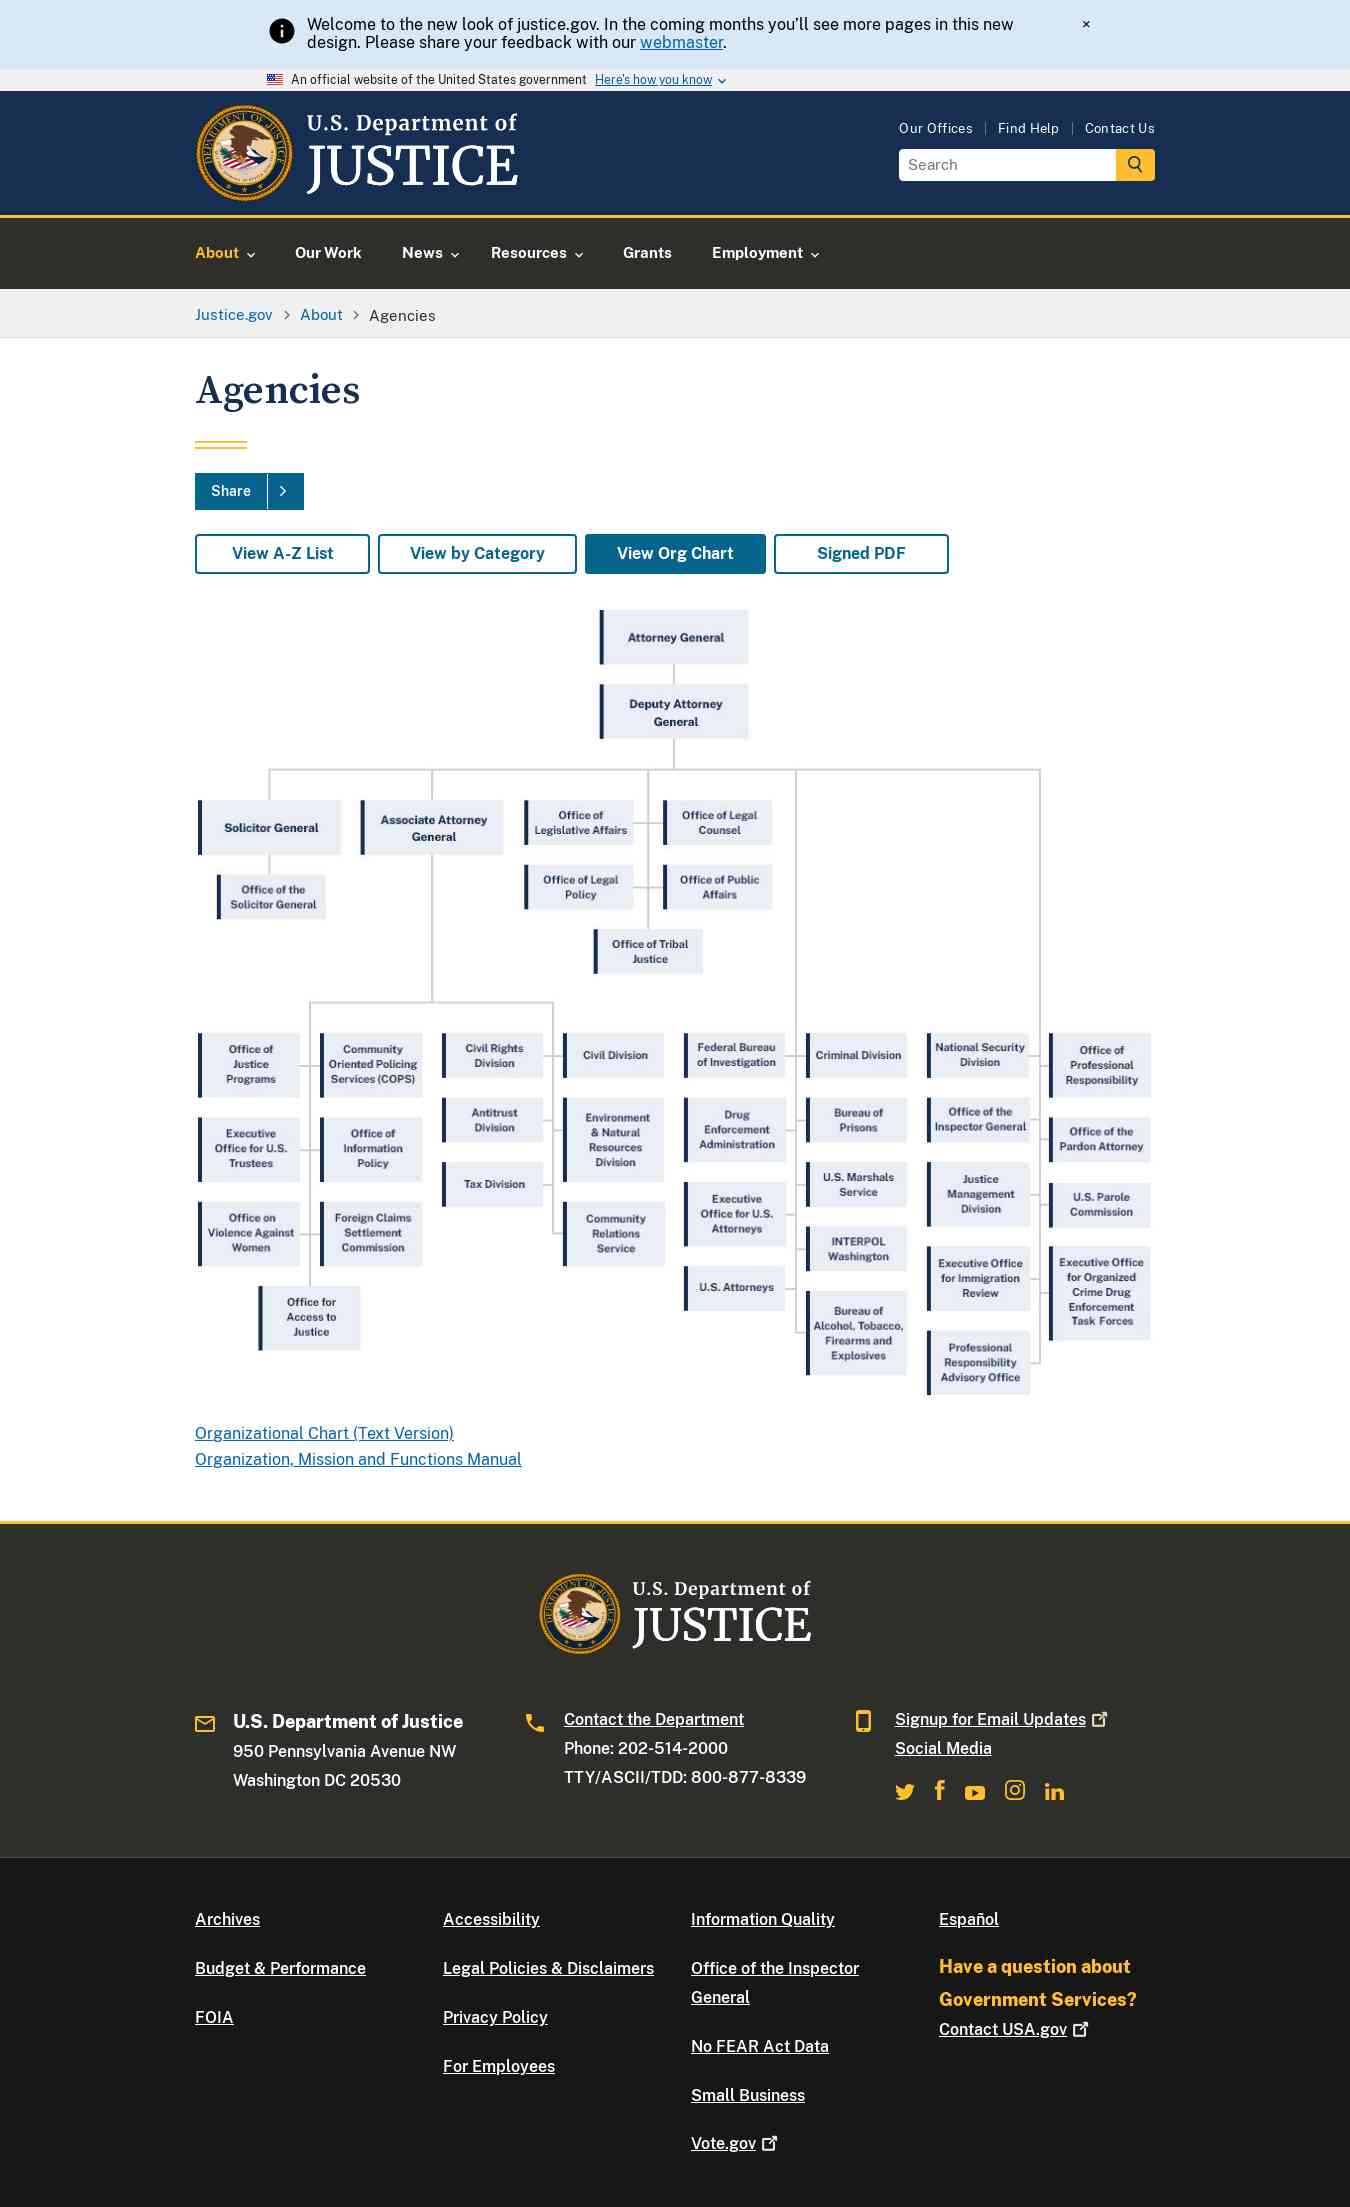 Welcome to the new look of justice.gov. In the coming months you’ll see more pages in this new
design. Please share your feedback with our webmaster.
×
An official website of the United States government Here's how you know
U.S. Department of
JUSTICE
Our Offices
Find Help
Contact Us
Search
About
Our Work
News
Resources
Grants
Employment
Justice.gov
About
Agencies
Agencies
Share
View A-Z List
View by Category
View Org Chart
Signed PDF
Attorney General
Deputy Attorney
General
Solicitor General
Associate Attorney
General
Office of
Legislative Affairs
Office of Legal
Counsel
Office of the
Solicitor General
Office of Legal
Policy
Office of Public
Affairs
Office of Tribal
Justice
Office of
Justice
Programs
Community
Oriented Policing
Services (COPS)
Civil Rights
Division
Civil Division
Federal Bureau
of Investigation
Criminal Division
National Security
Division
Office of
Professional
Responsibility
Executive
Office for U.S.
Trustees
Office of
Information
Policy
Antitrust
Division
Environment
& Natural
Resources
Division
Drug
Enforcement
Administration
Bureau of
Prisons
Office of the
Inspector General
Office of the
Pardon Attorney
Tax Division
U.S. Marshals
Service
Justice
Management
Division
U.S. Parole
Commission
Office on
Violence Against
Women
Foreign Claims
Settlement
Commission
Community
Relations
Service
Executive
Office for U.S.
Attorneys
INTERPOL
Washington
Executive Office
for Immigration
Review
Executive Office
for Organized
Crime Drug
Enforcement
Task Forces
Office for
Access to
Justice
U.S. Attorneys
Bureau of
Alcohol, Tobacco,
Firearms and
Explosives
Professional
Responsibility
Advisory Office
Organizational Chart (Text Version)
Organization, Mission and Functions Manual
U.S. Department of
JUSTICE
U.S. Department of Justice
950 Pennsylvania Avenue NW
Washington DC 20530
Contact the Department
Phone: 202-514-2000
TTY/ASCII/TDD: 800-877-8339
Signup for Email Updates
Social Media
Archives
Budget & Performance
FOIA
Accessibility
Legal Policies & Disclaimers
Privacy Policy
For Employees
Information Quality
Office of the Inspector
General
No FEAR Act Data
Small Business
Vote.gov
Español
Have a question about
Government Services?
Contact USA.gov